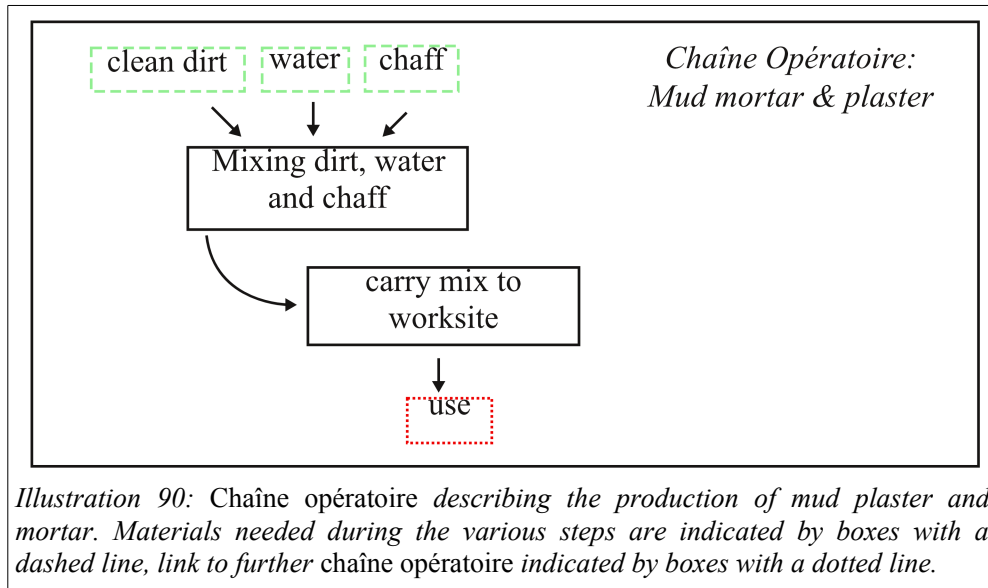 clean dirt water chaff
Chaîne Opératoire:
Mud mortar & plaster
Mixing dirt, water
and chaff
carry mix to
worksite
use
Illustration 90: Chaîne opératoire describing the production of mud plaster and
mortar. Materials needed during the various steps are indicated by boxes with a
dashed line, link to further chaîne opératoire indicated by boxes with a dotted line.